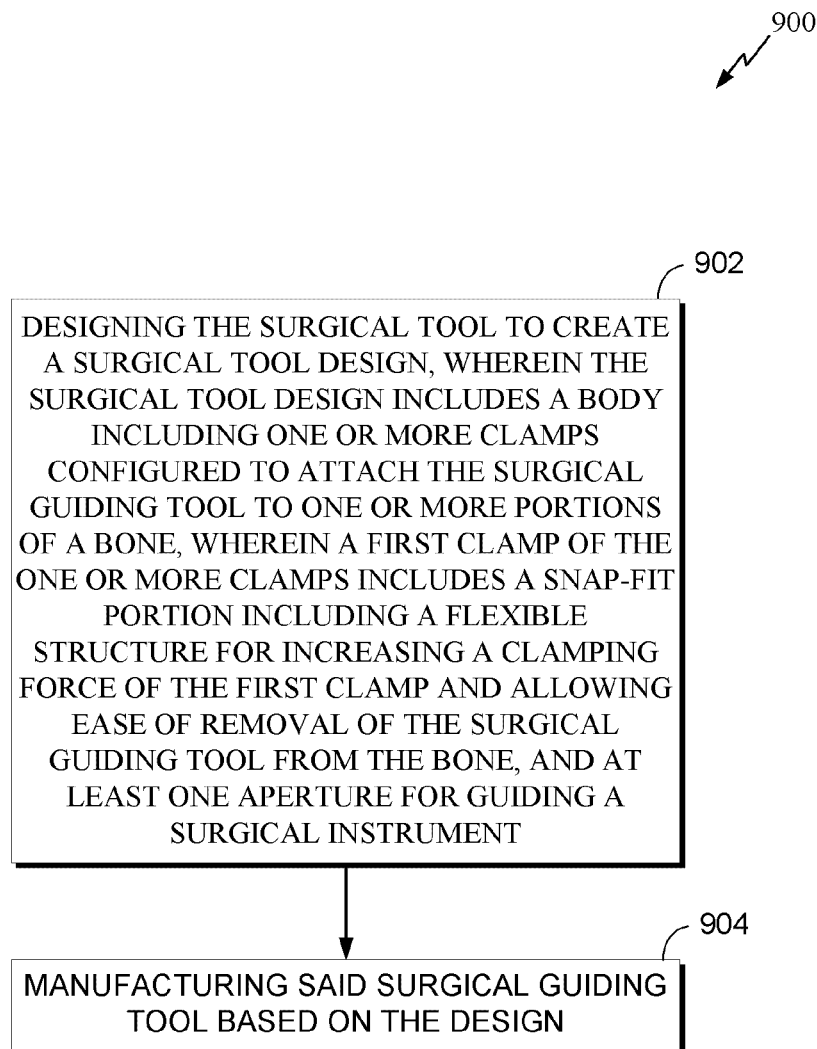 900
902
DESIGNING THE SURGICAL TOOL TO CREATE
A SURGICAL TOOL DESIGN, WHEREIN THE
SURGICAL TOOL DESIGN INCLUDES A BODY
INCLUDING ONE OR MORE CLAMPS
CONFIGURED TO ATTACH THE SURGICAL
GUIDING TOOL TO ONE OR MORE PORTIONS
OF A BONE, WHEREIN A FIRST CLAMP OF THE
ONE OR MORE CLAMPS INCLUDES A SNAP-FIT
PORTION INCLUDING A FLEXIBLE
STRUCTURE FOR INCREASING A CLAMPING
FORCE OF THE FIRST CLAMP AND ALLOWING
EASE OF REMOVAL OF THE SURGICAL
GUIDING TOOL FROM THE BONE, AND AT
LEAST ONE APERTURE FOR GUIDING A
SURGICAL INSTRUMENT
904
MANUFACTURING SAID SURGICAL GUIDING
TOOL BASED ON THE DESIGN